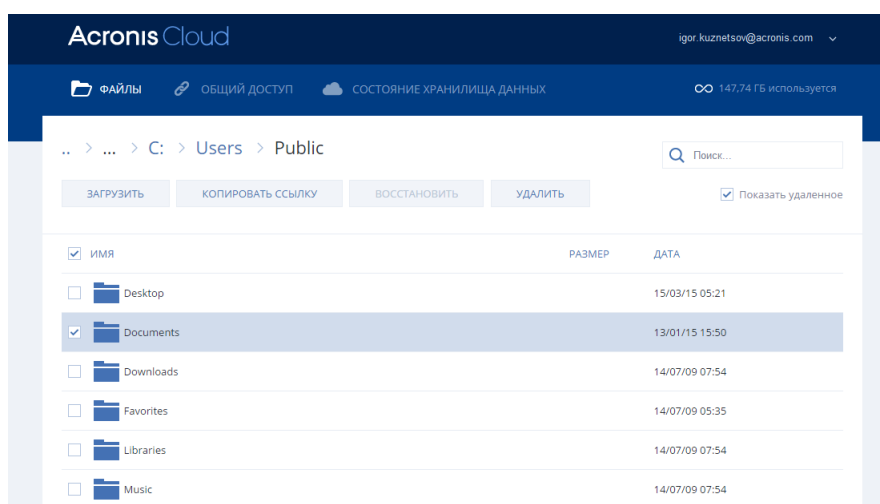 Acronis Cloud
igor.kuznetsov@acronis.com
ФАЙЛЫ ОБЩИЙ ДОСТУП СОСТОЯНИЕ ХРАНИЛИЩА ДАННЫХ 147,74 ГБ используется
.. > ... > C: > Users > Public
Поиск...
ЗАГРУЗИТЬ КОПИРОВАТЬ ССЫЛКУ ВОССТАНОВИТЬ УДАЛИТЬ Показать удаленное
ИМЯ РАЗМЕР ДАТА
Desktop 15/03/15 05:21
Documents 13/01/15 15:50
Downloads 14/07/09 07:54
Favorites 14/07/09 05:35
Libraries 14/07/09 07:54
Music 14/07/09 07:54